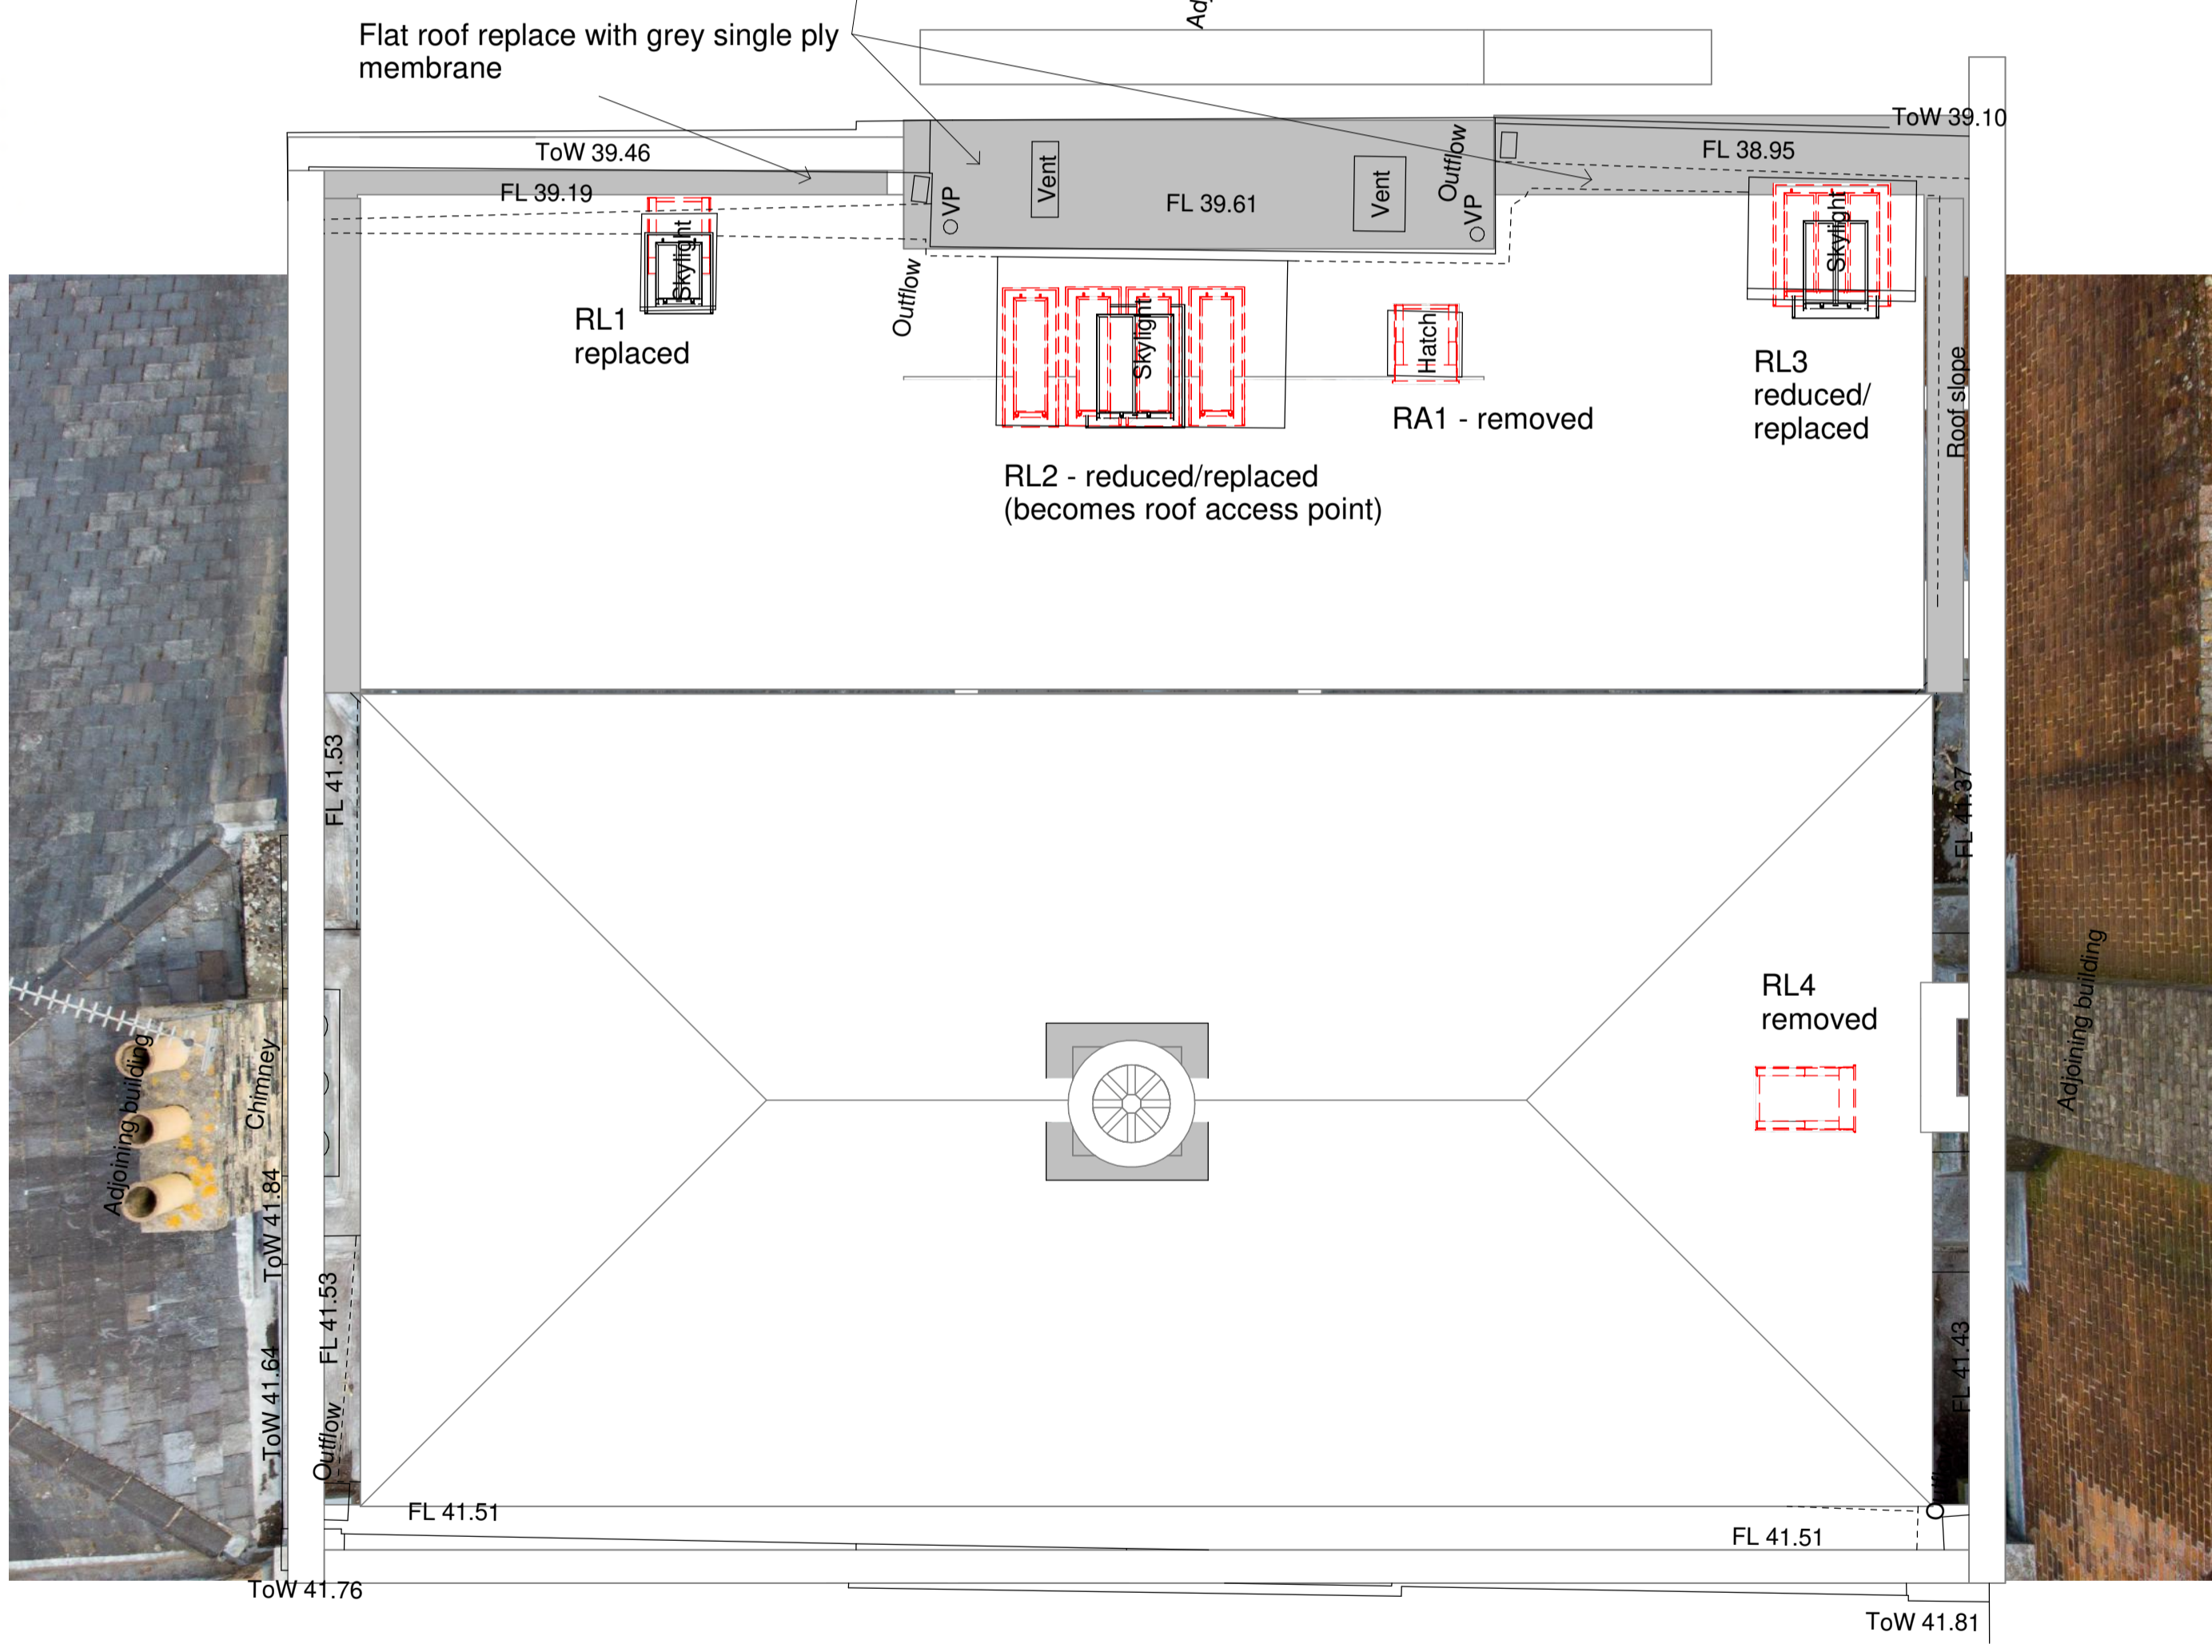 Flat roof replace with grey single ply
membrane
ToW 39.46
ToW 39.10
FL 38.95
FL 39.19
FL 39.61
Vent
Vent
VP
VP
Outflow
Outflow
Skylight
Skylight
Skylight
Hatch
RL1
replaced
RL3
reduced/
replaced
Roof slope
RA1 - removed
RL2 - reduced/replaced
(becomes roof access point)
FL 41.53
FL 41.37
RL4
removed
Adjoining building
Adjoining building
Chimney
ToW 41.84
FL 41.53
ToW 41.64
FL 41.43
Outflow
FL 41.51
FL 41.51
ToW 41.76
ToW 41.81